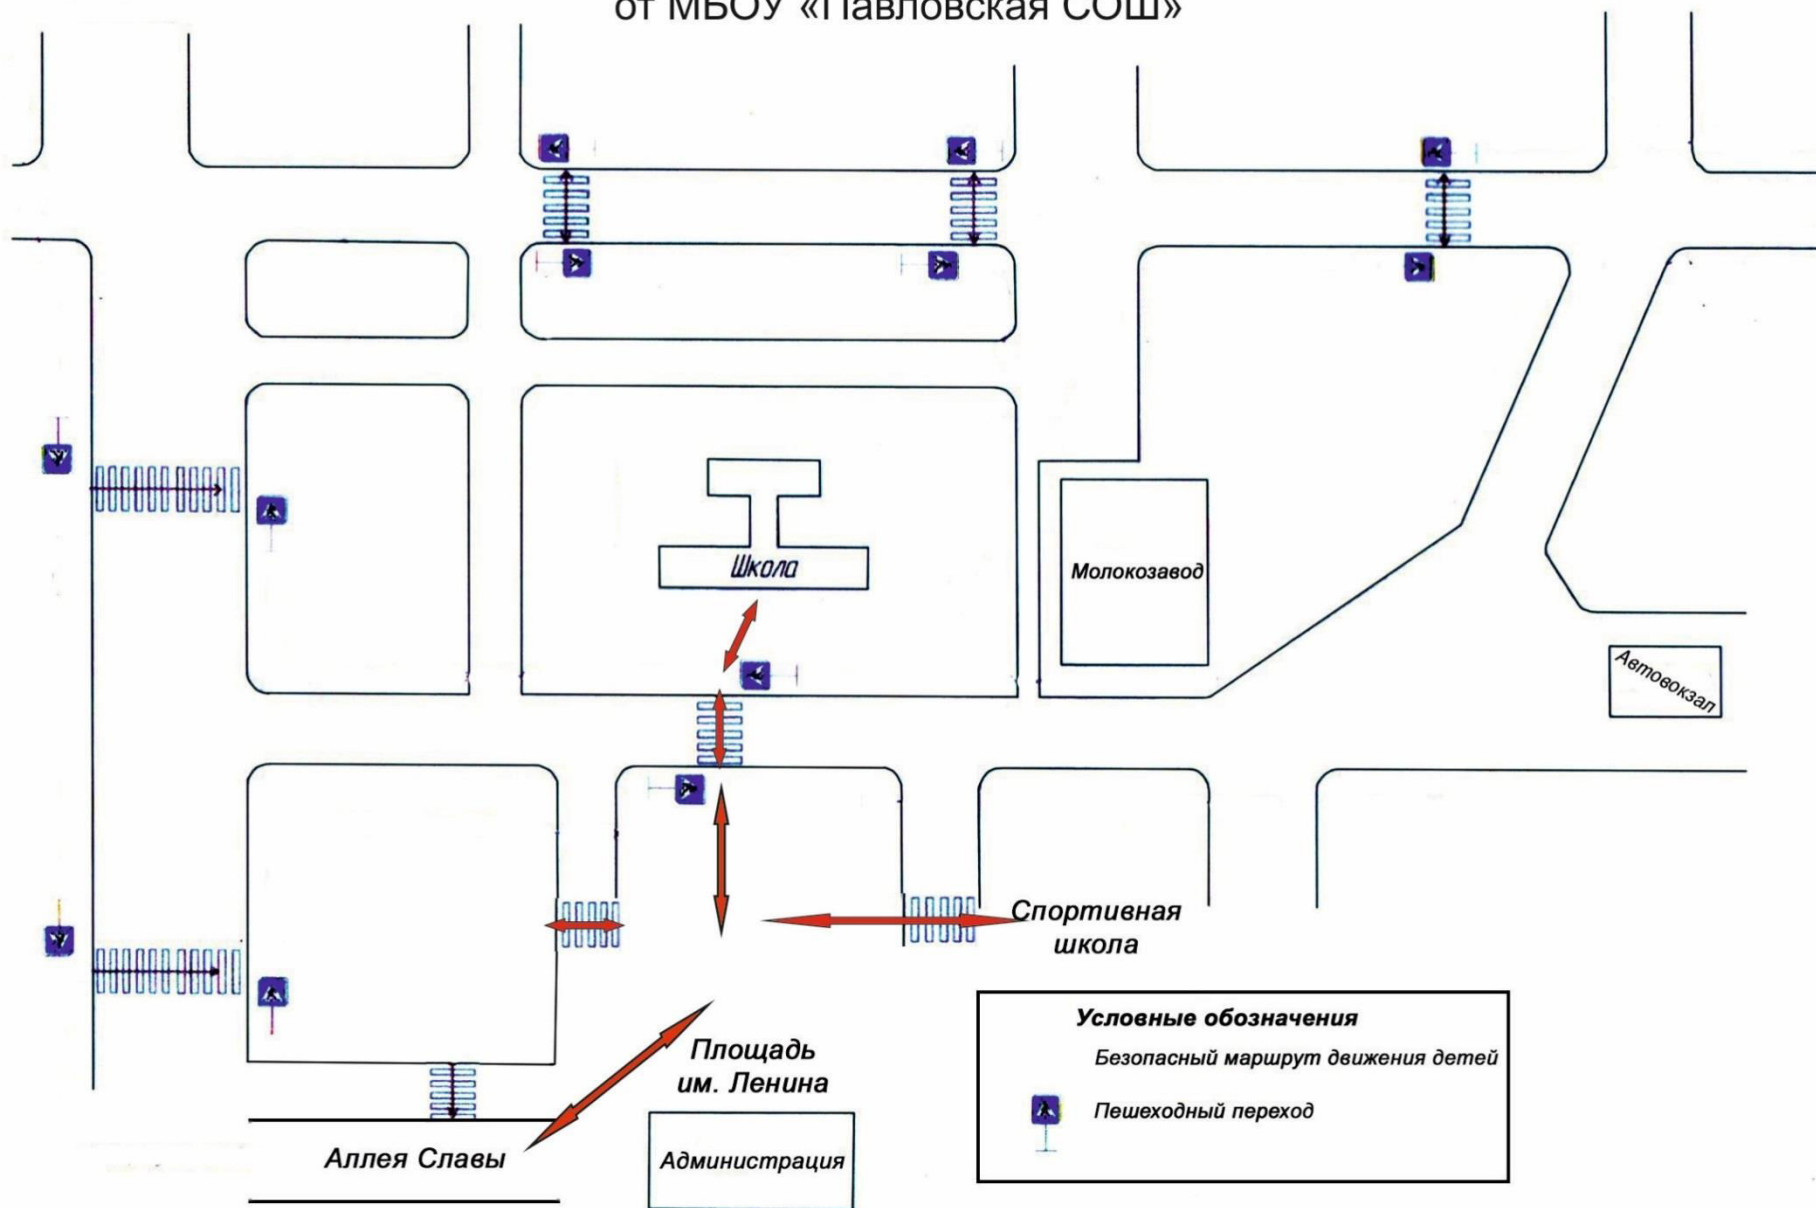 от МБОУ «Павловская СОШ»
Школа
Молокозавод
Автовокзал
Спортивная
школа
Площадь
им. Ленина
Аллея Славы
Администрация
Условные обозначения
Безопасный маршрут движения детей
Пешеходный переход